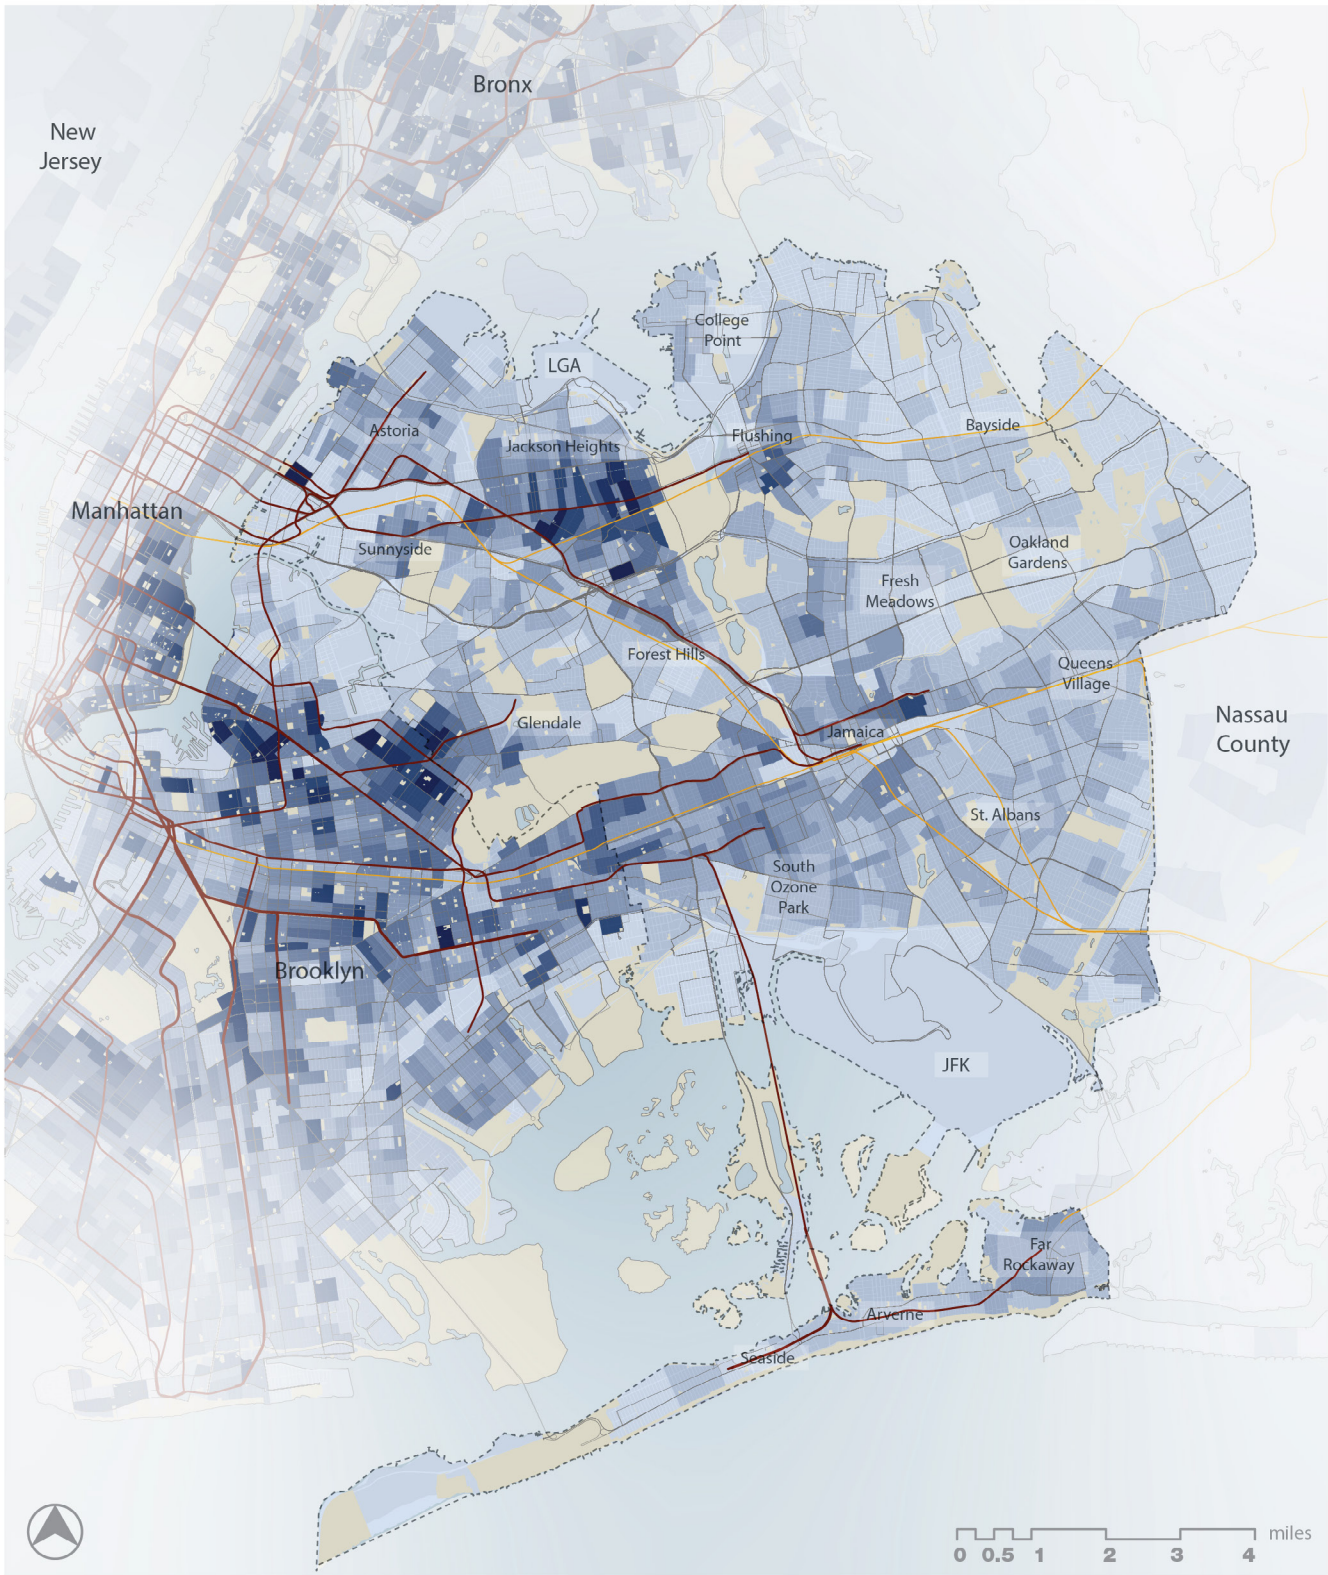 Bronx
New
Jersey
College
Point
LGA
Astoria
Jackson Heights
Flushing
Bayside
Manhattan
Sunnyside
Oakland
Gardens
Fresh
Meadows
Forest Hills
Queens
Village
Glendale
Jamaica
Nassau
County
St. Albans
South
Ozone
Park
Brooklyn
JFK
Far
Rockaway
Arverne
Seaside
miles
0 0.5 1 2 3 4